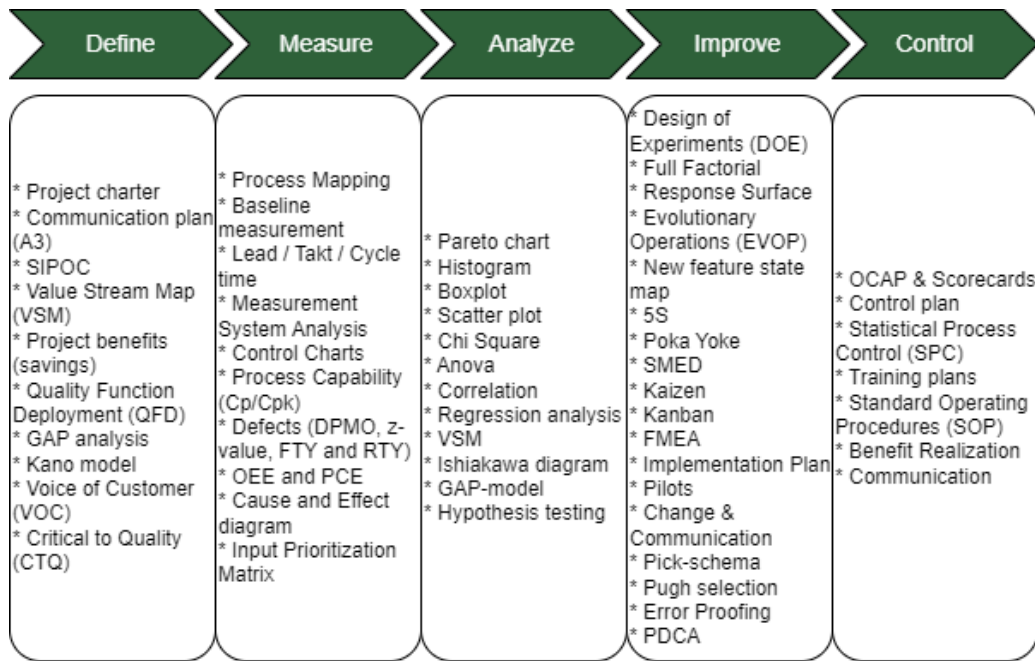 Define
Measure
Analyze
Improve
Control
* Project charter
* Communication plan
(A3)
* SIPOC
* Value Stream Map
(VSM)
* Project benefits
(savings)
* Quality Function
Deployment (QFD)
* GAP analysis
* Kano model
* Voice of Customer
(VOC)
* Critical to Quality
(CTQ)
* Process Mapping
* Baseline
measurement
* Lead / Takt / Cycle
time
* Measurement
System Analysis
* Control Charts
* Process Capability
(Cp/Cpk)
* Defects (DPMO, z-
value, FTY and RTY)
* OEE and PCE
* Cause and Effect
diagram
* Input Prioritization
Matrix
* Pareto chart
* Histogram
* Boxplot
* Scatter plot
* Chi Square
* Anova
* Correlation
* Regression analysis
* VSM
* Ishiakawa diagram
* GAP-model
* Hypothesis testing
* Design of
Experiments (DOE)
* Full Factorial
* Response Surface
* Evolutionary
Operations (EVOP)
* New feature state
map
* 5S
* Poka Yoke
* SMED
* Kaizen
* Kanban
* FMEA
* Implementation Plan
* Pilots
* Change &
Communication
* Pick-schema
* Pugh selection
* Error Proofing
* PDCA
* OCAP & Scorecards
* Control plan
* Statistical Process
Control (SPC)
* Training plans
* Standard Operating
Procedures (SOP)
* Benefit Realization
* Communication